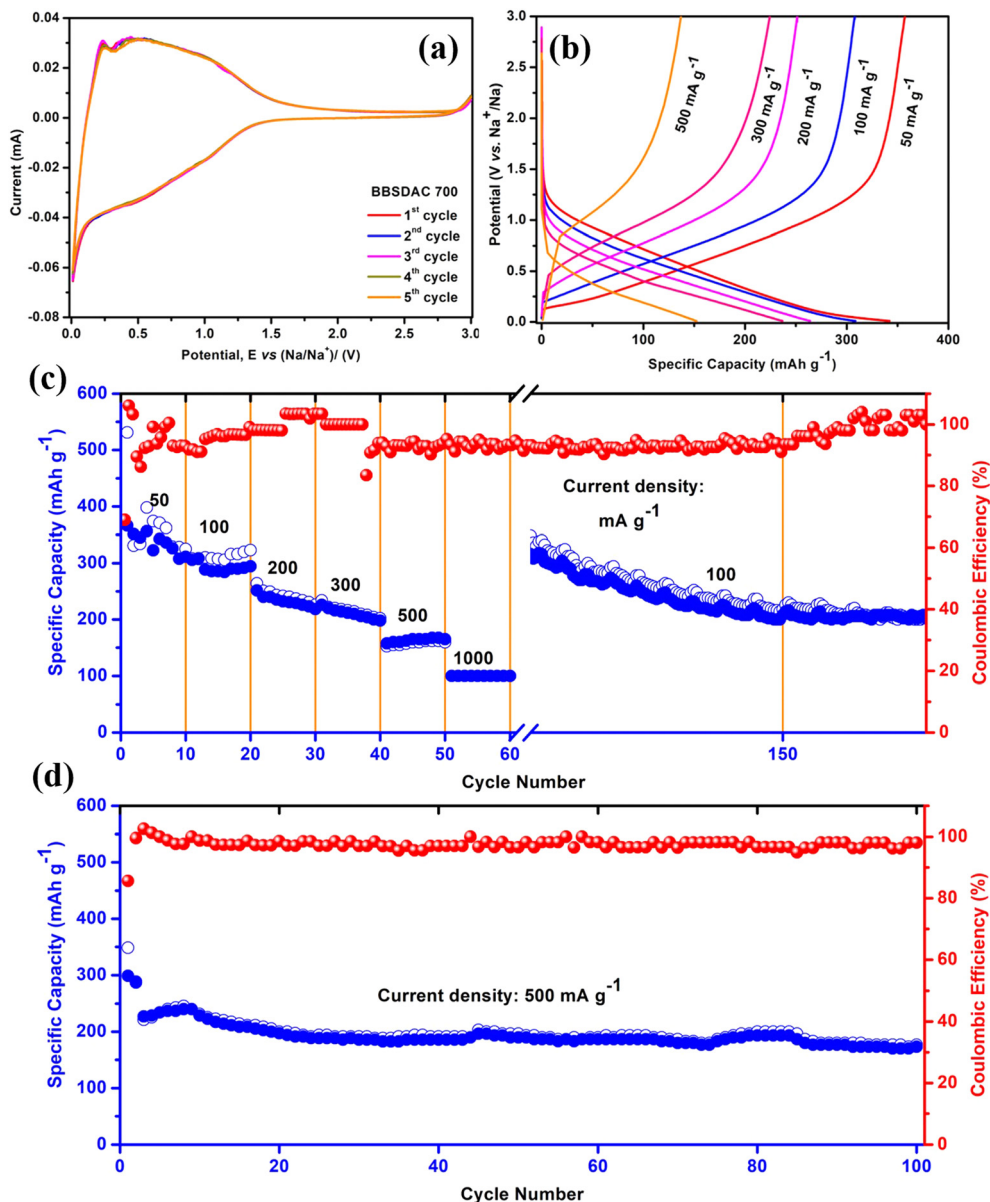 (a)
0.04
0.02
0.00
-0.02
-0.04
-0.06
-0.08
Current (mA)
BBSDAC 700
1st cycle
2nd cycle
3rd cycle
4th cycle
5th cycle
0.0 0.5 1.0 1.5 2.0 2.5 3.0
Potential, E vs (Na/Na+)/ (V)
(b)
3.0
2.5
2.0
1.5
1.0
0.5
0.0
Potential (V vs. Na+/Na)
500 mA g-1
300 mA g-1
200 mA g-1
100 mA g-1
50 mA g-1
0 100 200 300 400
Specific Capacity (mAh g-1)
(c)
600
500
400
300
200
100
0
Specific Capacity (mAh g-1)
50
100
200
300
500
1000
Current density:
mA g-1
100
100
80
60
40
20
0
Coulombic Efficiency (%)
0 10 20 30 40 50 60 150
Cycle Number
(d)
600
500
400
300
200
100
0
Specific Capacity (mAh g-1)
Current density: 500 mA g-1
100
80
60
40
20
0
Coulombic Efficiency (%)
0 20 40 60 80 100
Cycle Number